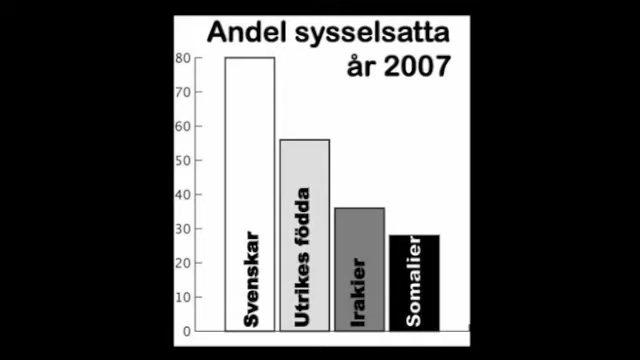 Andel sysselsatta
år 2007
80
70
60
50
40
30
20
10
0
Svenskar
Utrikes födda
Irakier
Somalier